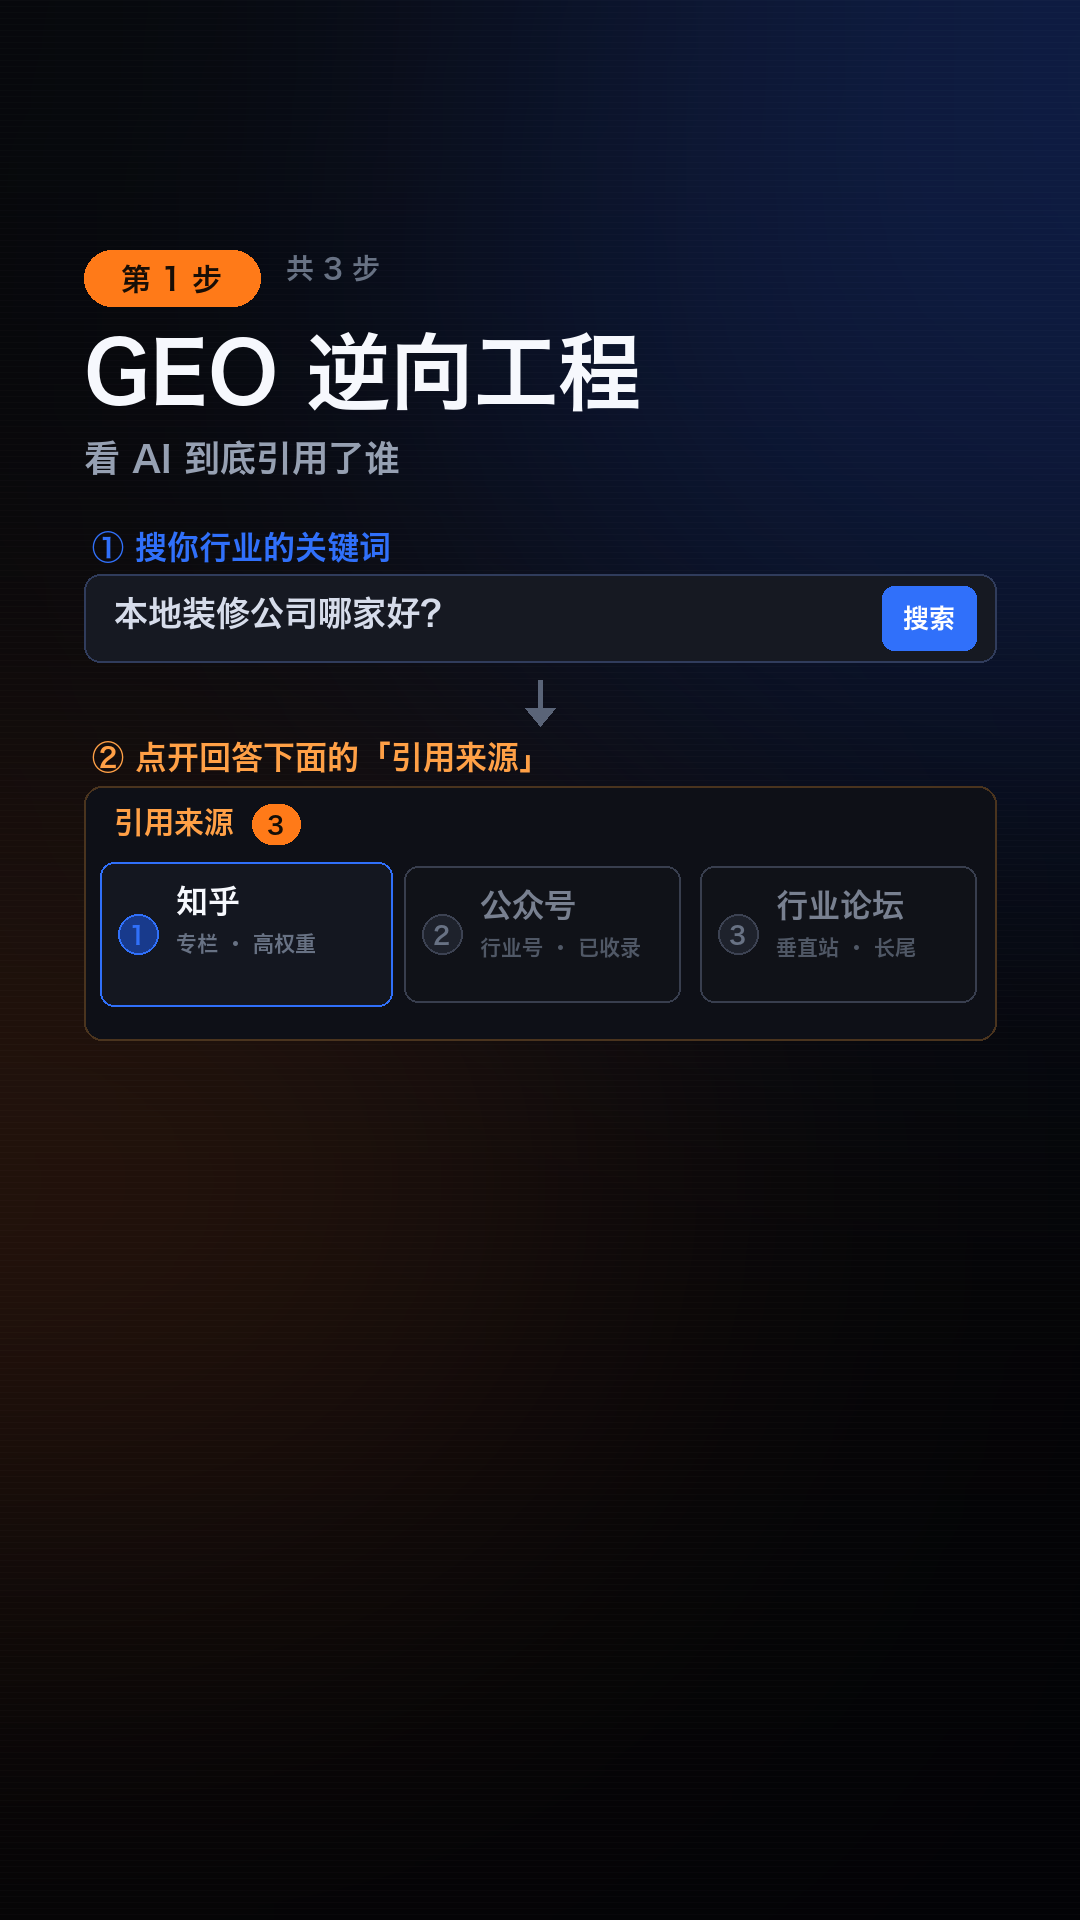 第 1 步
共 3 步
GEO 逆向工程
看 AI 到底引用了谁
① 搜你行业的关键词
本地装修公司哪家好?
搜索
② 点开回答下面的「引用来源」
引用来源 3
1
知乎
专栏 · 高权重
2
公众号
行业号 · 已收录
3
行业论坛
垂直站 · 长尾